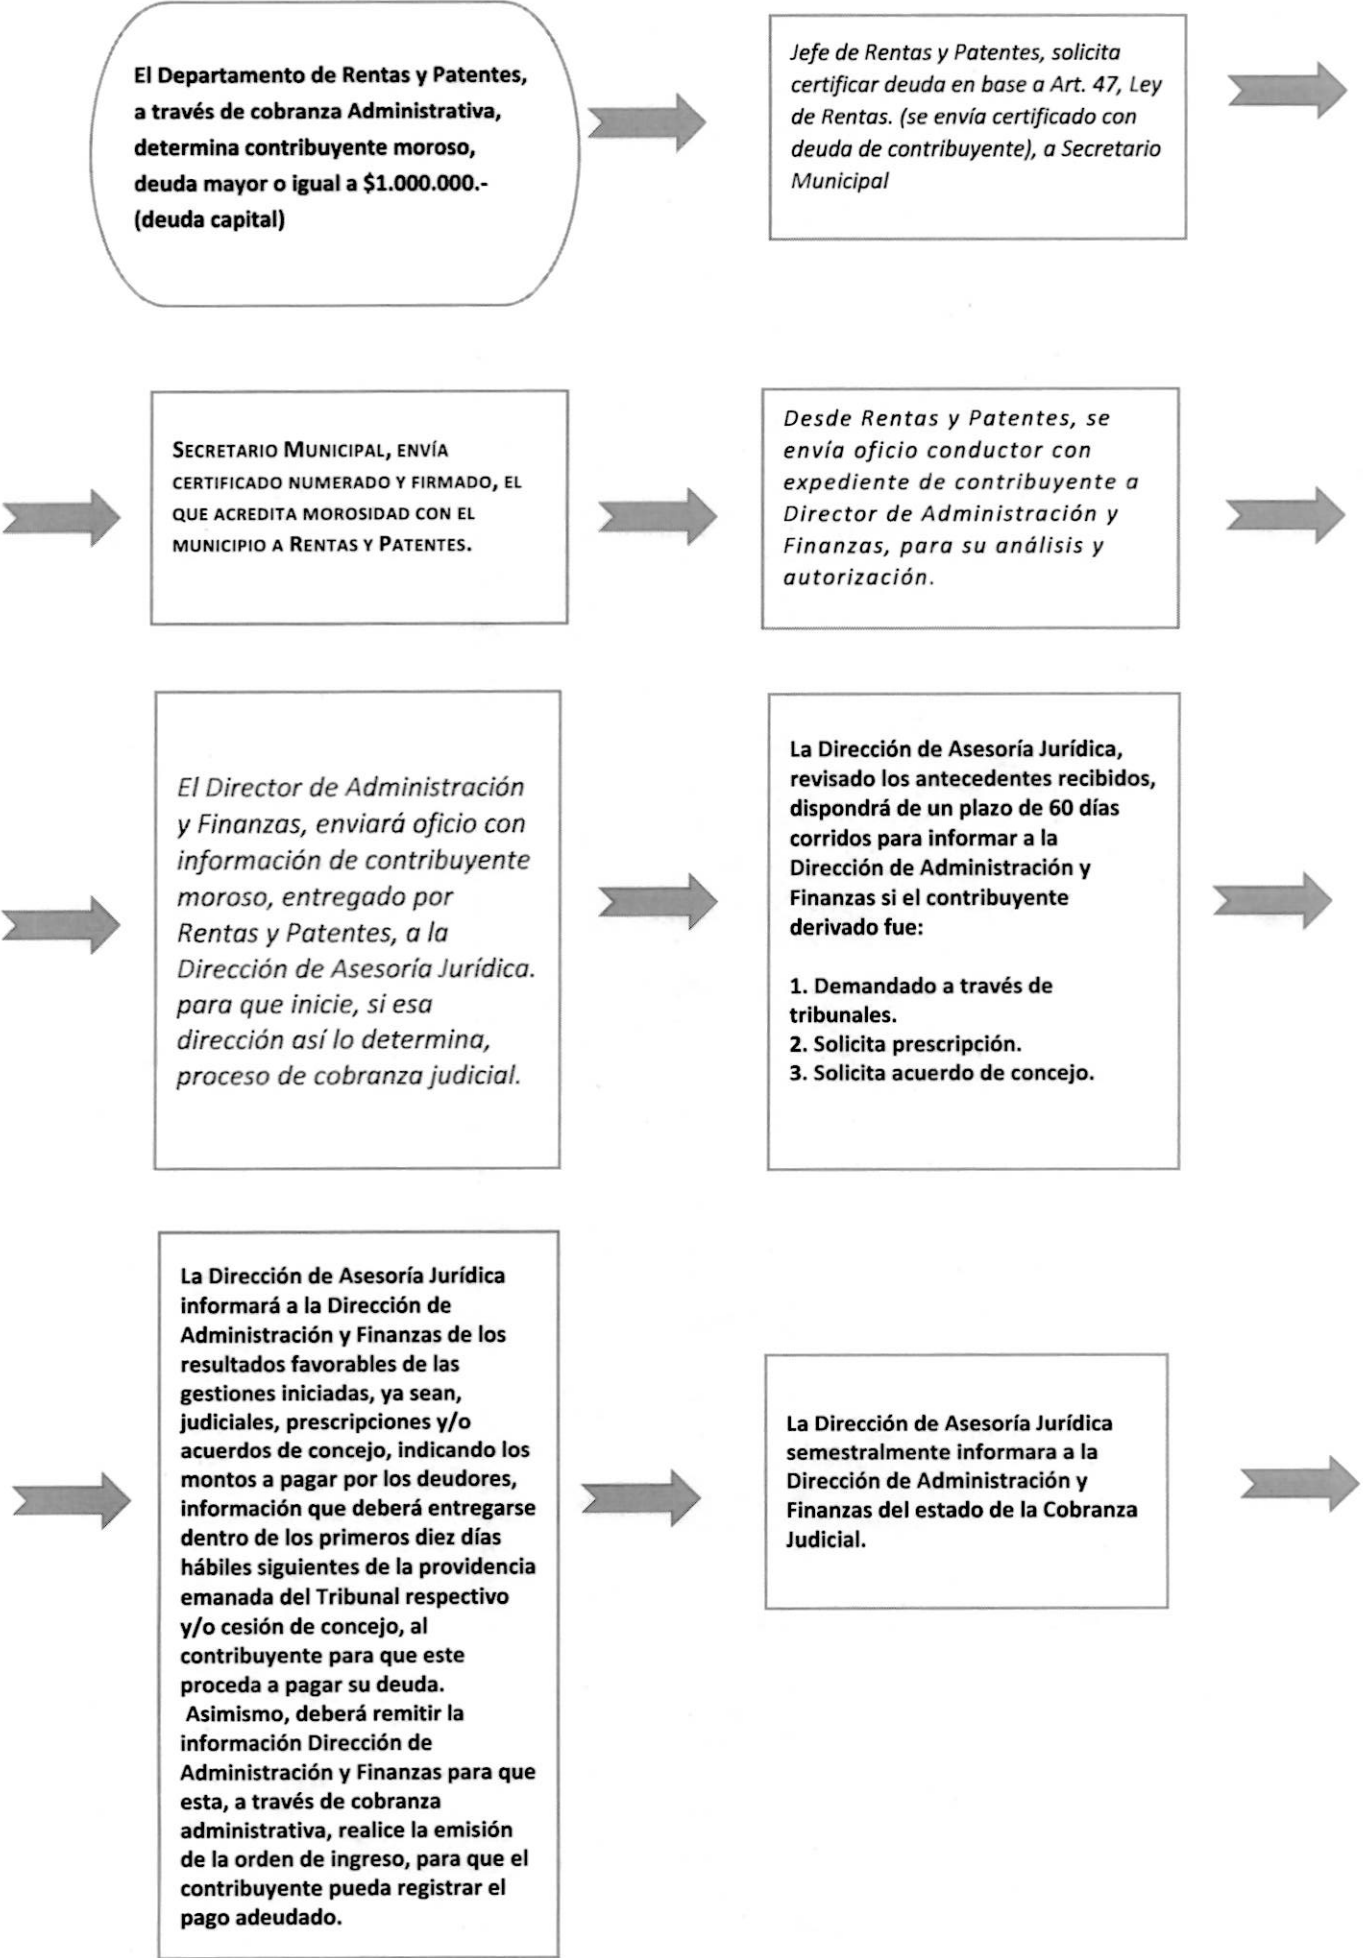 El Departamento de Rentas y Patentes,
a través de cobranza Administrativa,
determina contribuyente moroso,
deuda mayor o igual a $1.000.000.-
(deuda capital)
Jefe de Rentas y Patentes, solicita
certificar deuda en base a Art. 47, Ley
de Rentas. (se envía certificado con
deuda de contribuyente), a Secretario
Municipal
SECRETARIO MUNICIPAL, ENVÍA
CERTIFICADO NUMERADO Y FIRMADO, EL
QUE ACREDITA MOROSIDAD CON EL
MUNICIPIO A RENTAS Y PATENTES.
Desde Rentas y Patentes, se
envía oficio conductor con
expediente de contribuyente a
Director de Administración y
Finanzas, para su análisis y
autorización.
El Director de Administración
y Finanzas, enviará oficio con
información de contribuyente
moroso, entregado por
Rentas y Patentes, a la
Dirección de Asesoría Jurídica.
para que inicie, si esa
dirección así lo determina,
proceso de cobranza judicial.
La Dirección de Asesoría Jurídica,
revisado los antecedentes recibidos,
dispondrá de un plazo de 60 días
corridos para informar a la
Dirección de Administración y
Finanzas si el contribuyente
derivado fue:
1. Demandado a través de
tribunales.
2. Solicita prescripción.
3. Solicita acuerdo de concejo.
La Dirección de Asesoría Jurídica
informará a la Dirección de
Administración y Finanzas de los
resultados favorables de las
gestiones iniciadas, ya sean,
judiciales, prescripciones y/o
acuerdos de concejo, indicando los
montos a pagar por los deudores,
información que deberá entregarse
dentro de los primeros diez días
hábiles siguientes de la providencia
emanada del Tribunal respectivo
y/o cesión de concejo, al
contribuyente para que este
proceda a pagar su deuda.
Asimismo, deberá remitir la
información Dirección de
Administración y Finanzas para que
esta, a través de cobranza
administrativa, realice la emisión
de la orden de ingreso, para que el
contribuyente pueda registrar el
pago adeudado.
La Dirección de Asesoría Jurídica
semestralmente informara a la
Dirección de Administración y
Finanzas del estado de la Cobranza
Judicial.